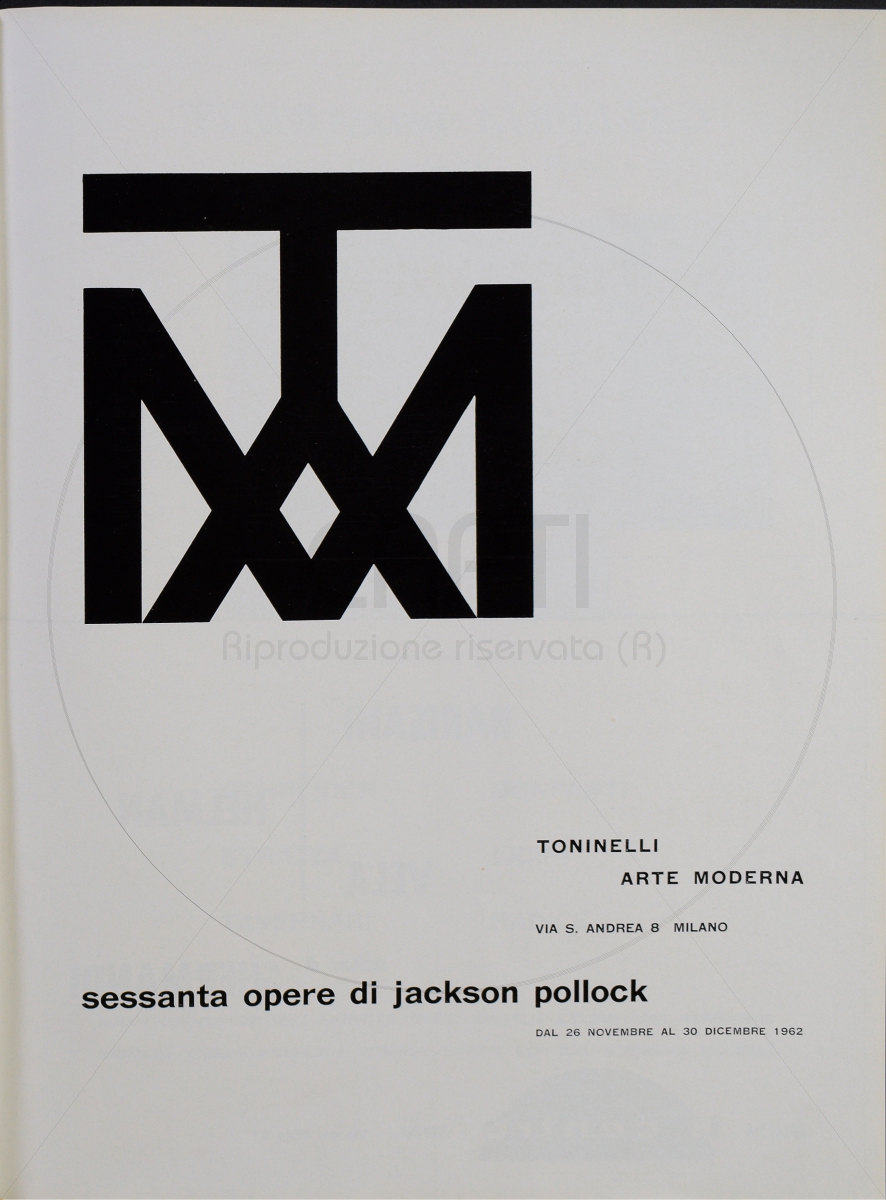 TONINELLI
ARTE MODERNA
VIA S. ANDREA 8 MILANO
sessanta opere di jackson pollock
DAL 26 NOVEMBRE AL 30 DICEMBRE 1962
Riproduzione riservata (R)